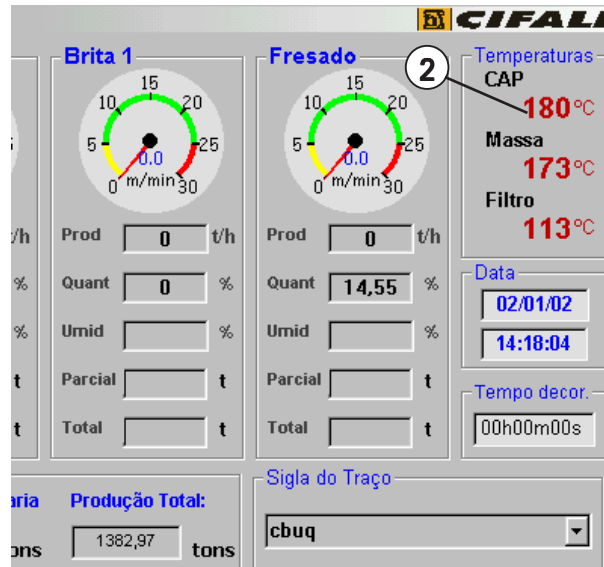 CIFALI
Brita 1
15
10 20
5 25
0.0
0 m/min 30
Prod 0 t/h
Quant 0 %
Umid %
Parcial t
Total t
Fresado
15
10 20
5 25
0.0
0 m/min 30
Prod 0 t/h
Quant 14,55 %
Umid %
Parcial t
Total t
2
Temperaturas
CAP
180°C
Massa
173°C
Filtro
113°C
Data
02/01/02
14:18:04
Tempo decor.
00h00m00s
/h
%
%
t
t
aria
ons
Produção Total:
1382,97 tons
Sigla do Traço
cbuq